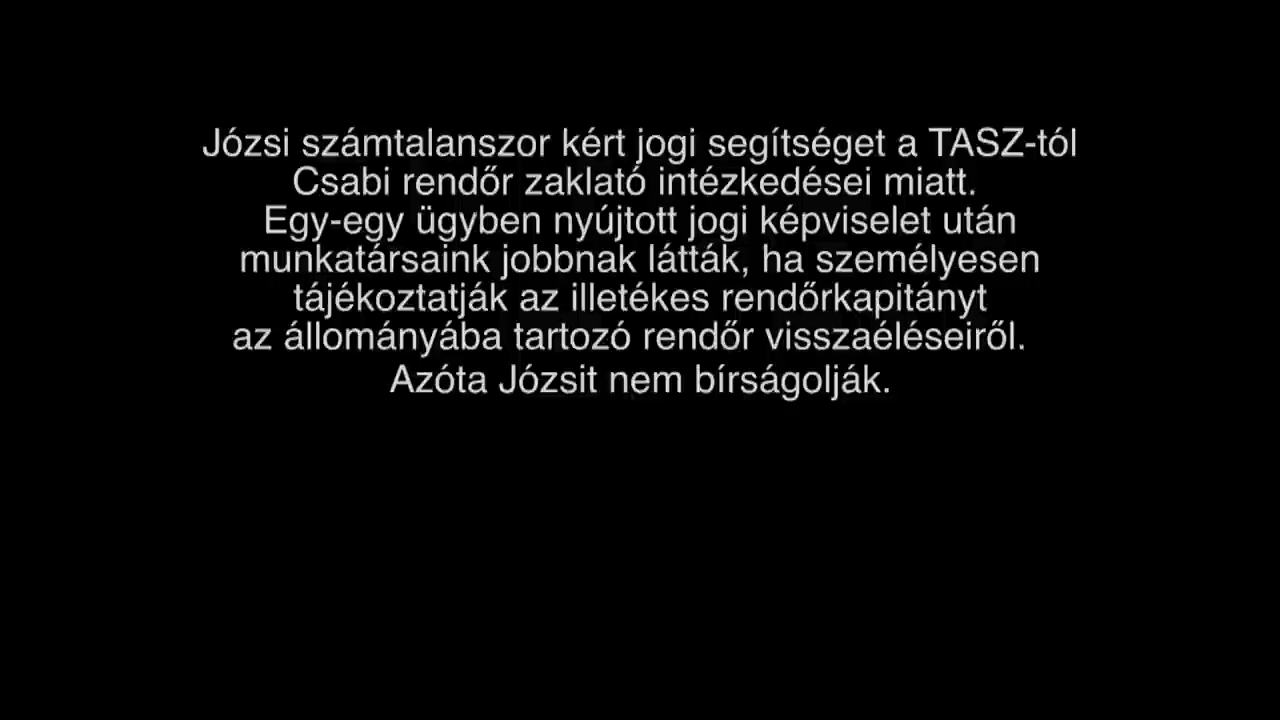 Józsi számtalanszor kért jogi segítséget a TASZ-tól
Csabi rendőr zaklató intézkedései miatt.
Egy-egy ügyben nyújtott jogi képviselet után
munkatársaink jobbnak látták, ha személyesen
tájékoztatják az illetékes rendőrkapitányt
az állományába tartozó rendőr visszaéléseiről.
Azóta Józsit nem bírságolják.